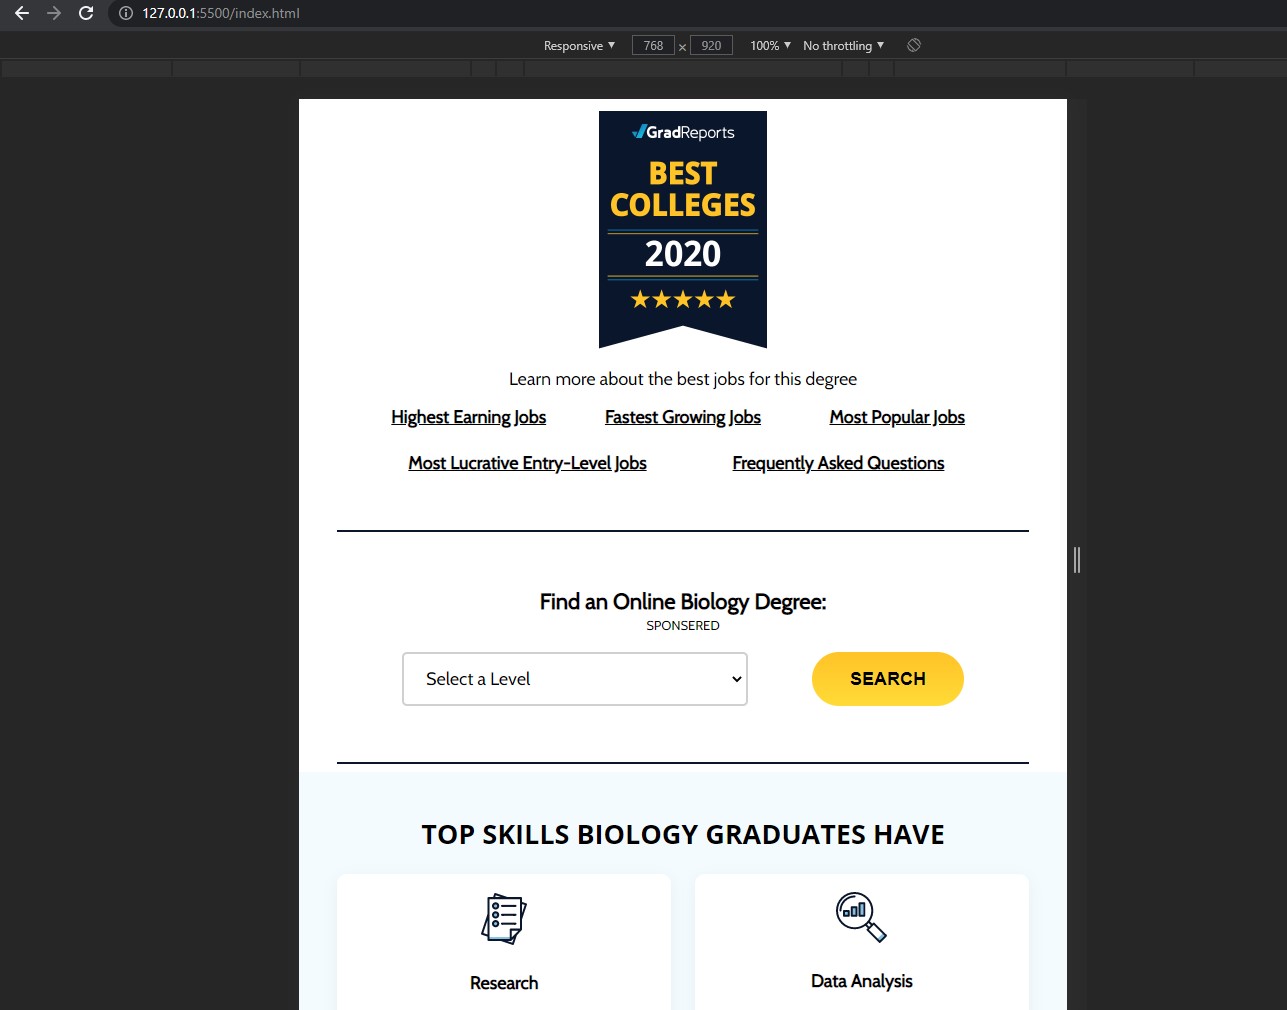 127.0.0.1:5500/index.html
Responsive 768 × 920 100% No throttling
GradReports
BEST
COLLEGES
2020
Learn more about the best jobs for this degree
Highest Earning Jobs Fastest Growing Jobs Most Popular Jobs
Most Lucrative Entry-Level Jobs Frequently Asked Questions
Find an Online Biology Degree:
SPONSERED
Select a Level SEARCH
TOP SKILLS BIOLOGY GRADUATES HAVE
Research Data Analysis